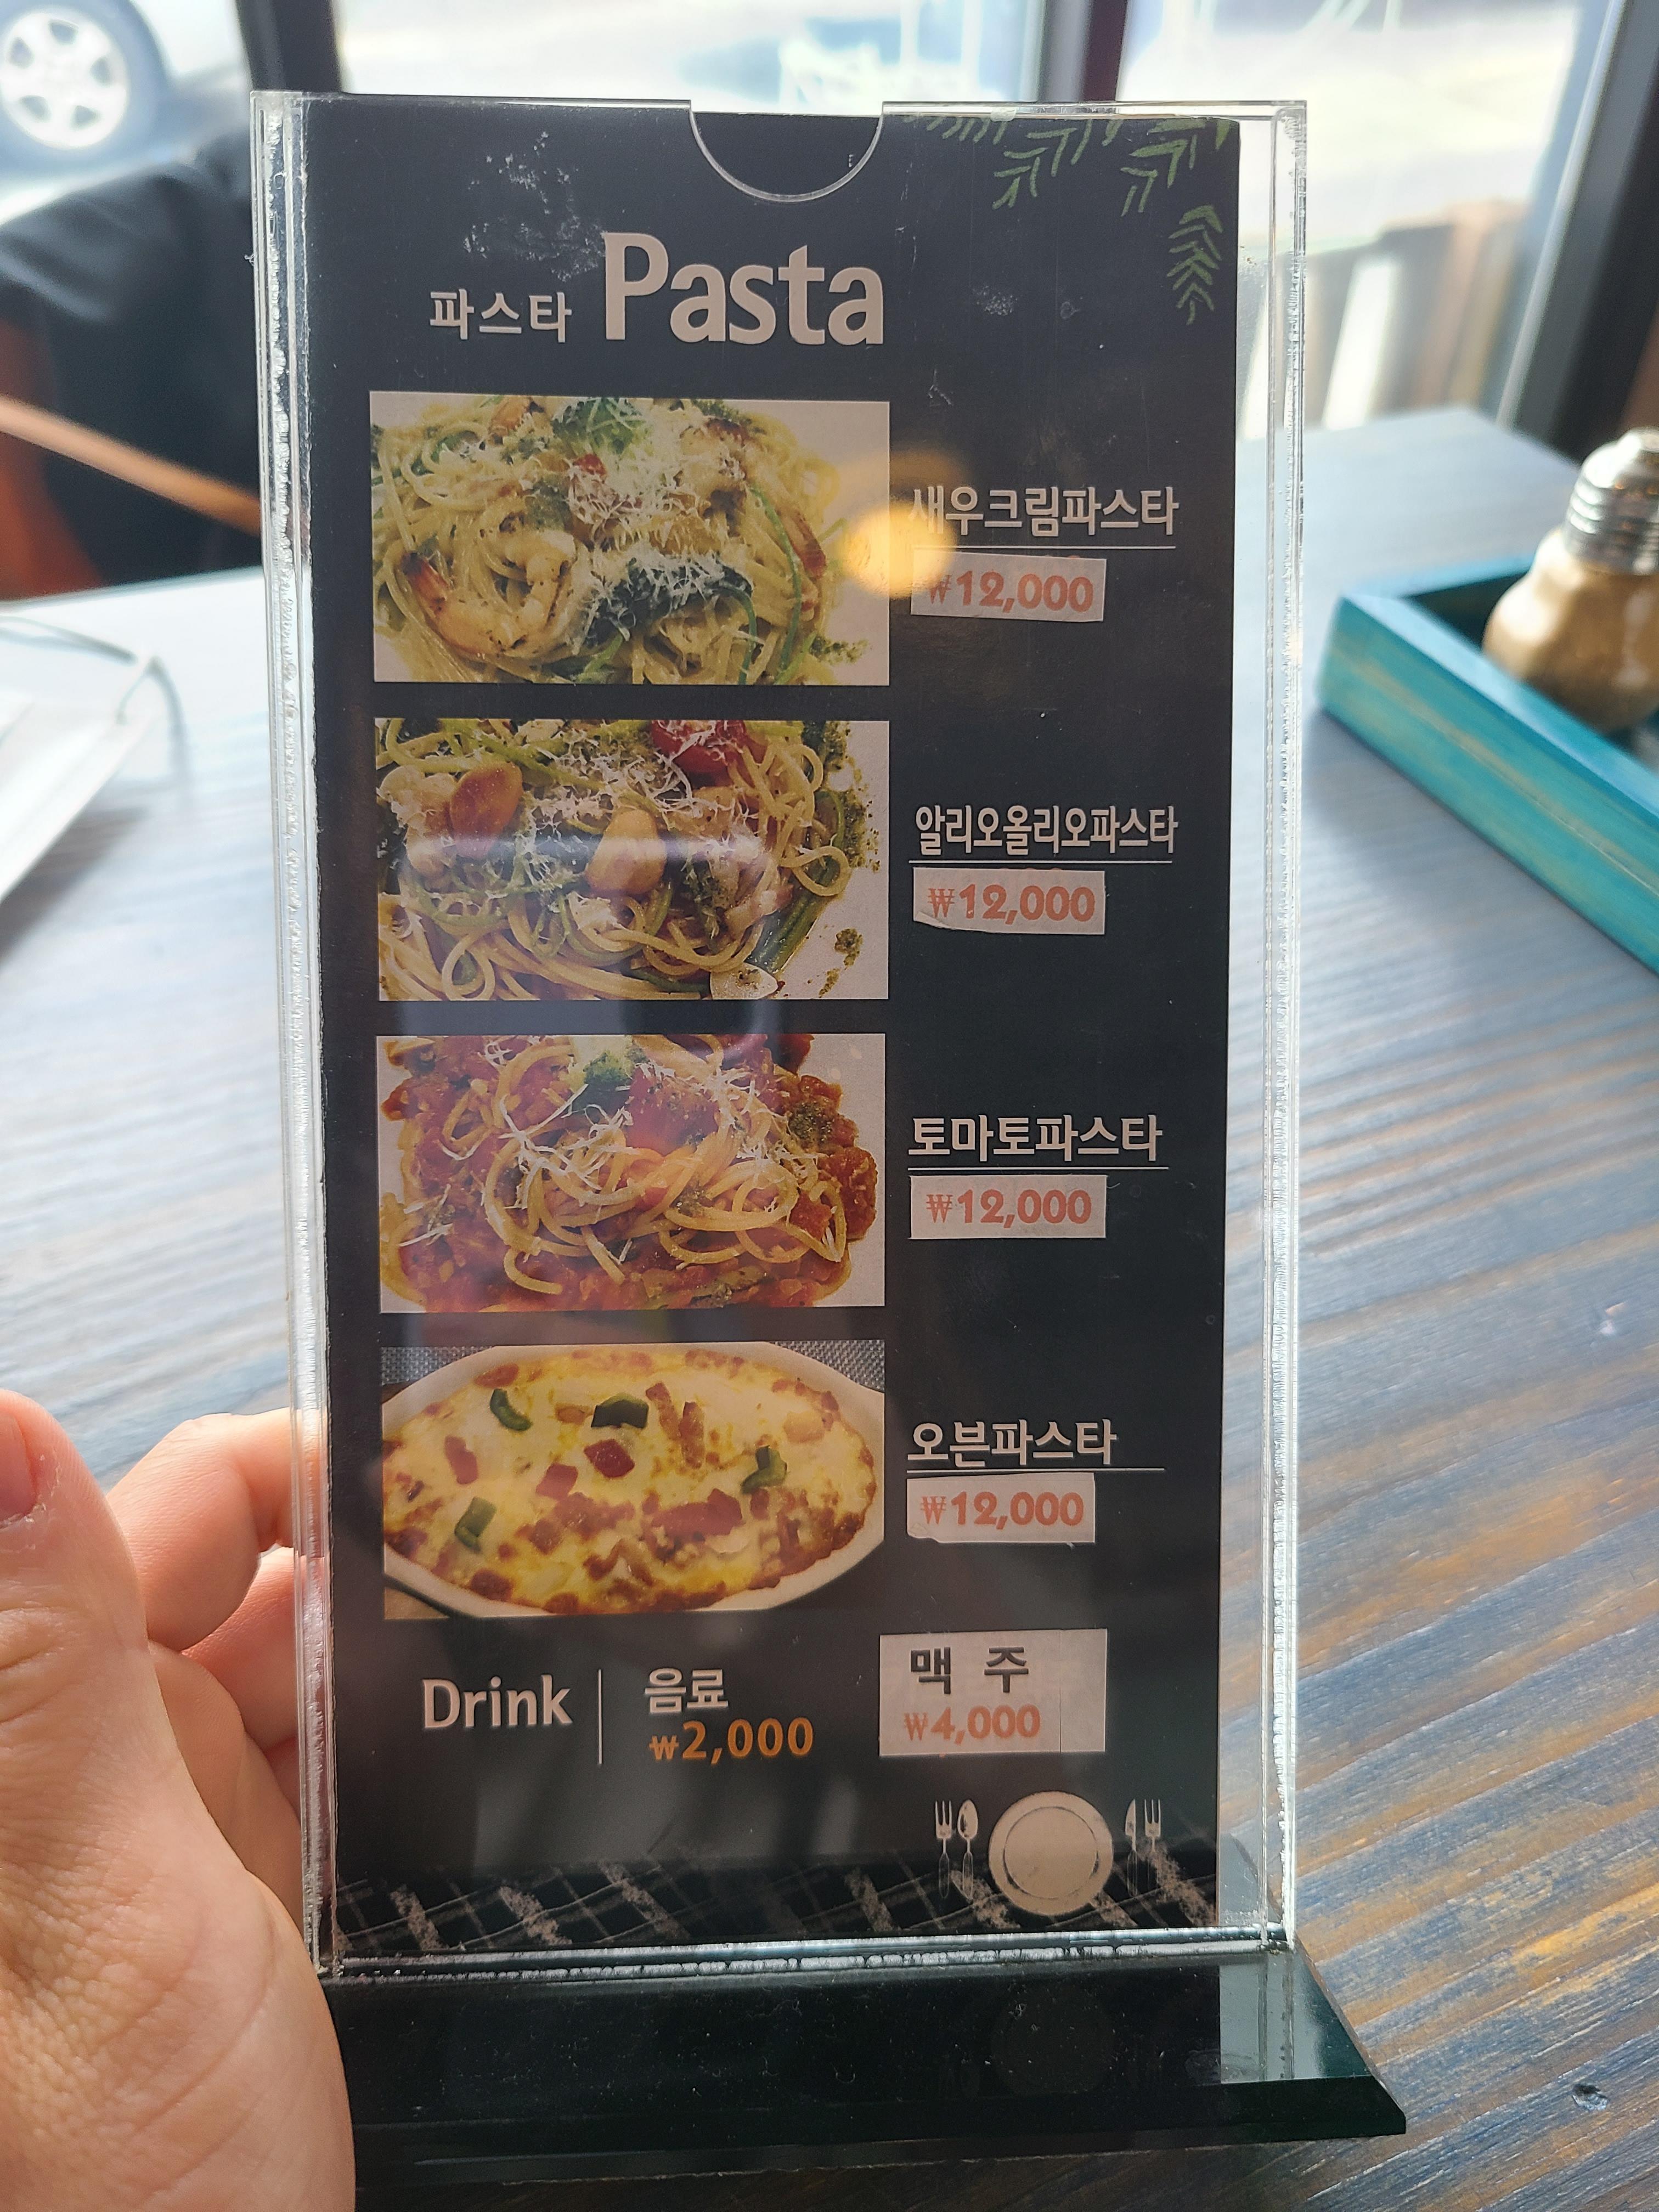 파스타 Pasta
새우크림파스타
₩12,000
알리오올리오파스타
₩12,000
토마토파스타
₩12,000
오븐파스타
₩12,000
Drink | 음료
₩2,000
맥 주
₩4,000